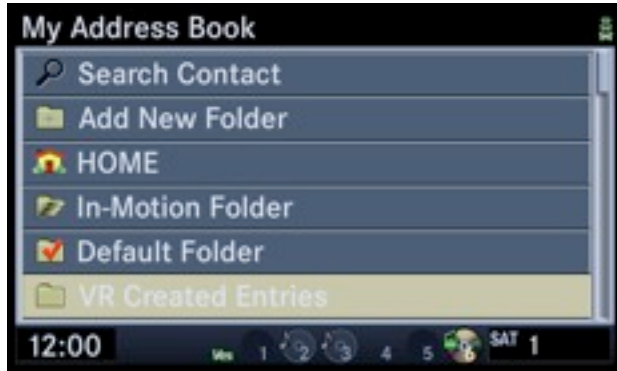 My Address Book
Search Contact
Add New Folder
HOME
In-Motion Folder
Default Folder
VR Created Entries
12:00 Yes 1 2 3 4 5 6 SAT 1